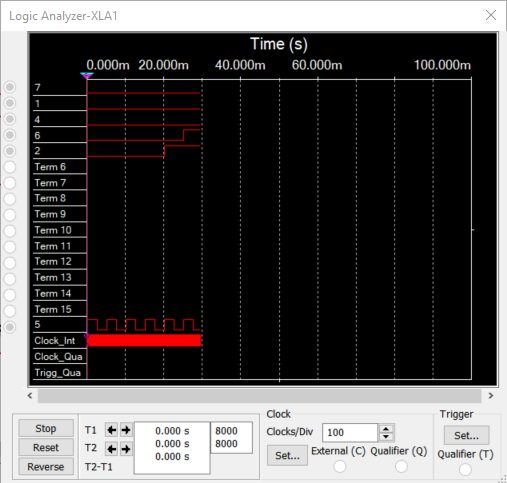 Logic Analyzer-XLA1
Time (s)
0.000m 20.000m 40.000m 60.000m 100.000m
7
1
4
6
2
Term 6
Term 7
Term 8
Term 9
Term 10
Term 11
Term 12
Term 13
Term 14
Term 15
5
Clock_Int
Clock_Qua
Trigg_Qua
Stop
Reset
Reverse
T1 0.000 s 8000
T2 0.000 s 8000
T2-T1 0.000 s
Clock
Clocks/Div 100
Set... External (C) Qualifier (Q)
Trigger
Set...
Qualifier (T)